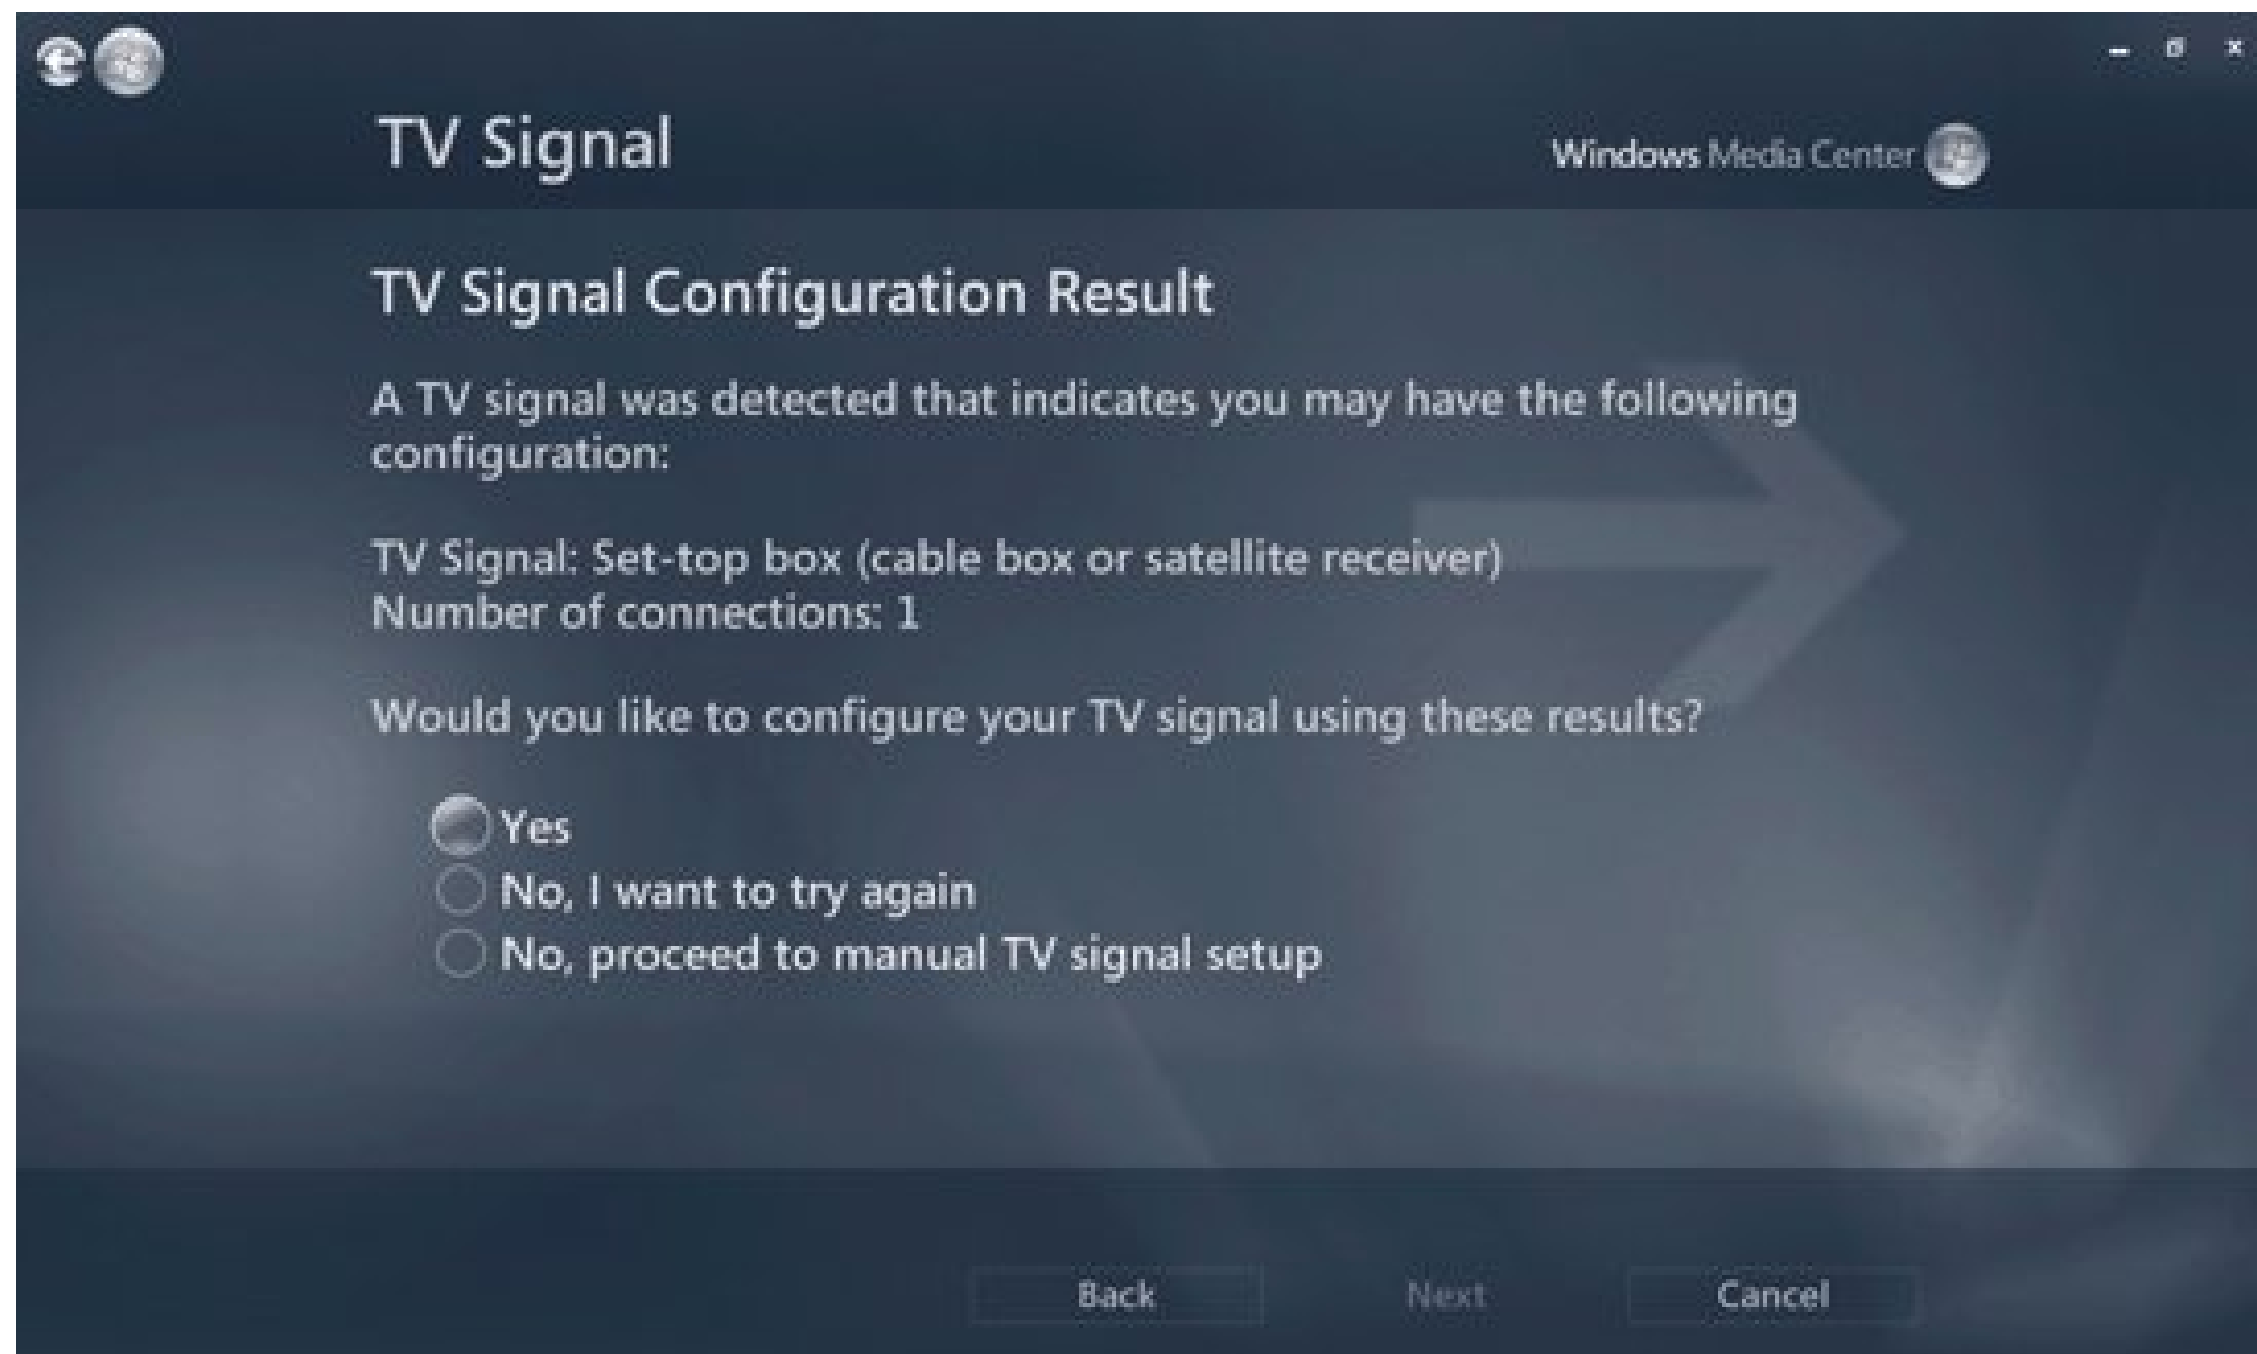 TV Signal
Windows Media Center
TV Signal Configuration Result
A TV signal was detected that indicates you may have the following
configuration:
TV Signal: Set-top box (cable box or satellite receiver)
Number of connections: 1
Would you like to configure your TV signal using these results?
Yes
No, I want to try again
No, proceed to manual TV signal setup
Back Next Cancel